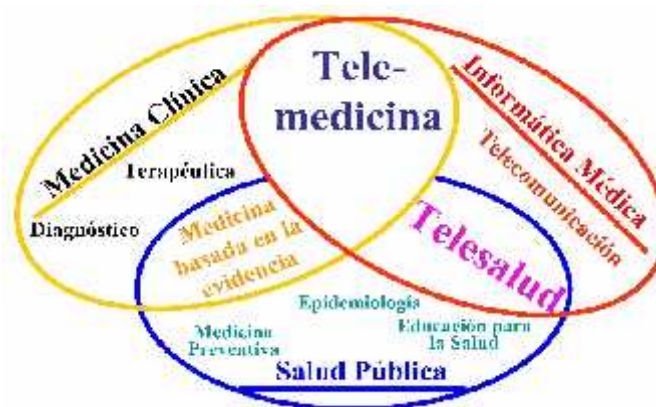 Tele-
medicina
Medicina Clínica
Terapéutica
Diagnóstico
Informática Médica
Telecomunicación
Medicina
basada en la
evidencia
Telesalud
Epidemiología
Medicina
Preventiva
Educación para
la Salud
Salud Pública